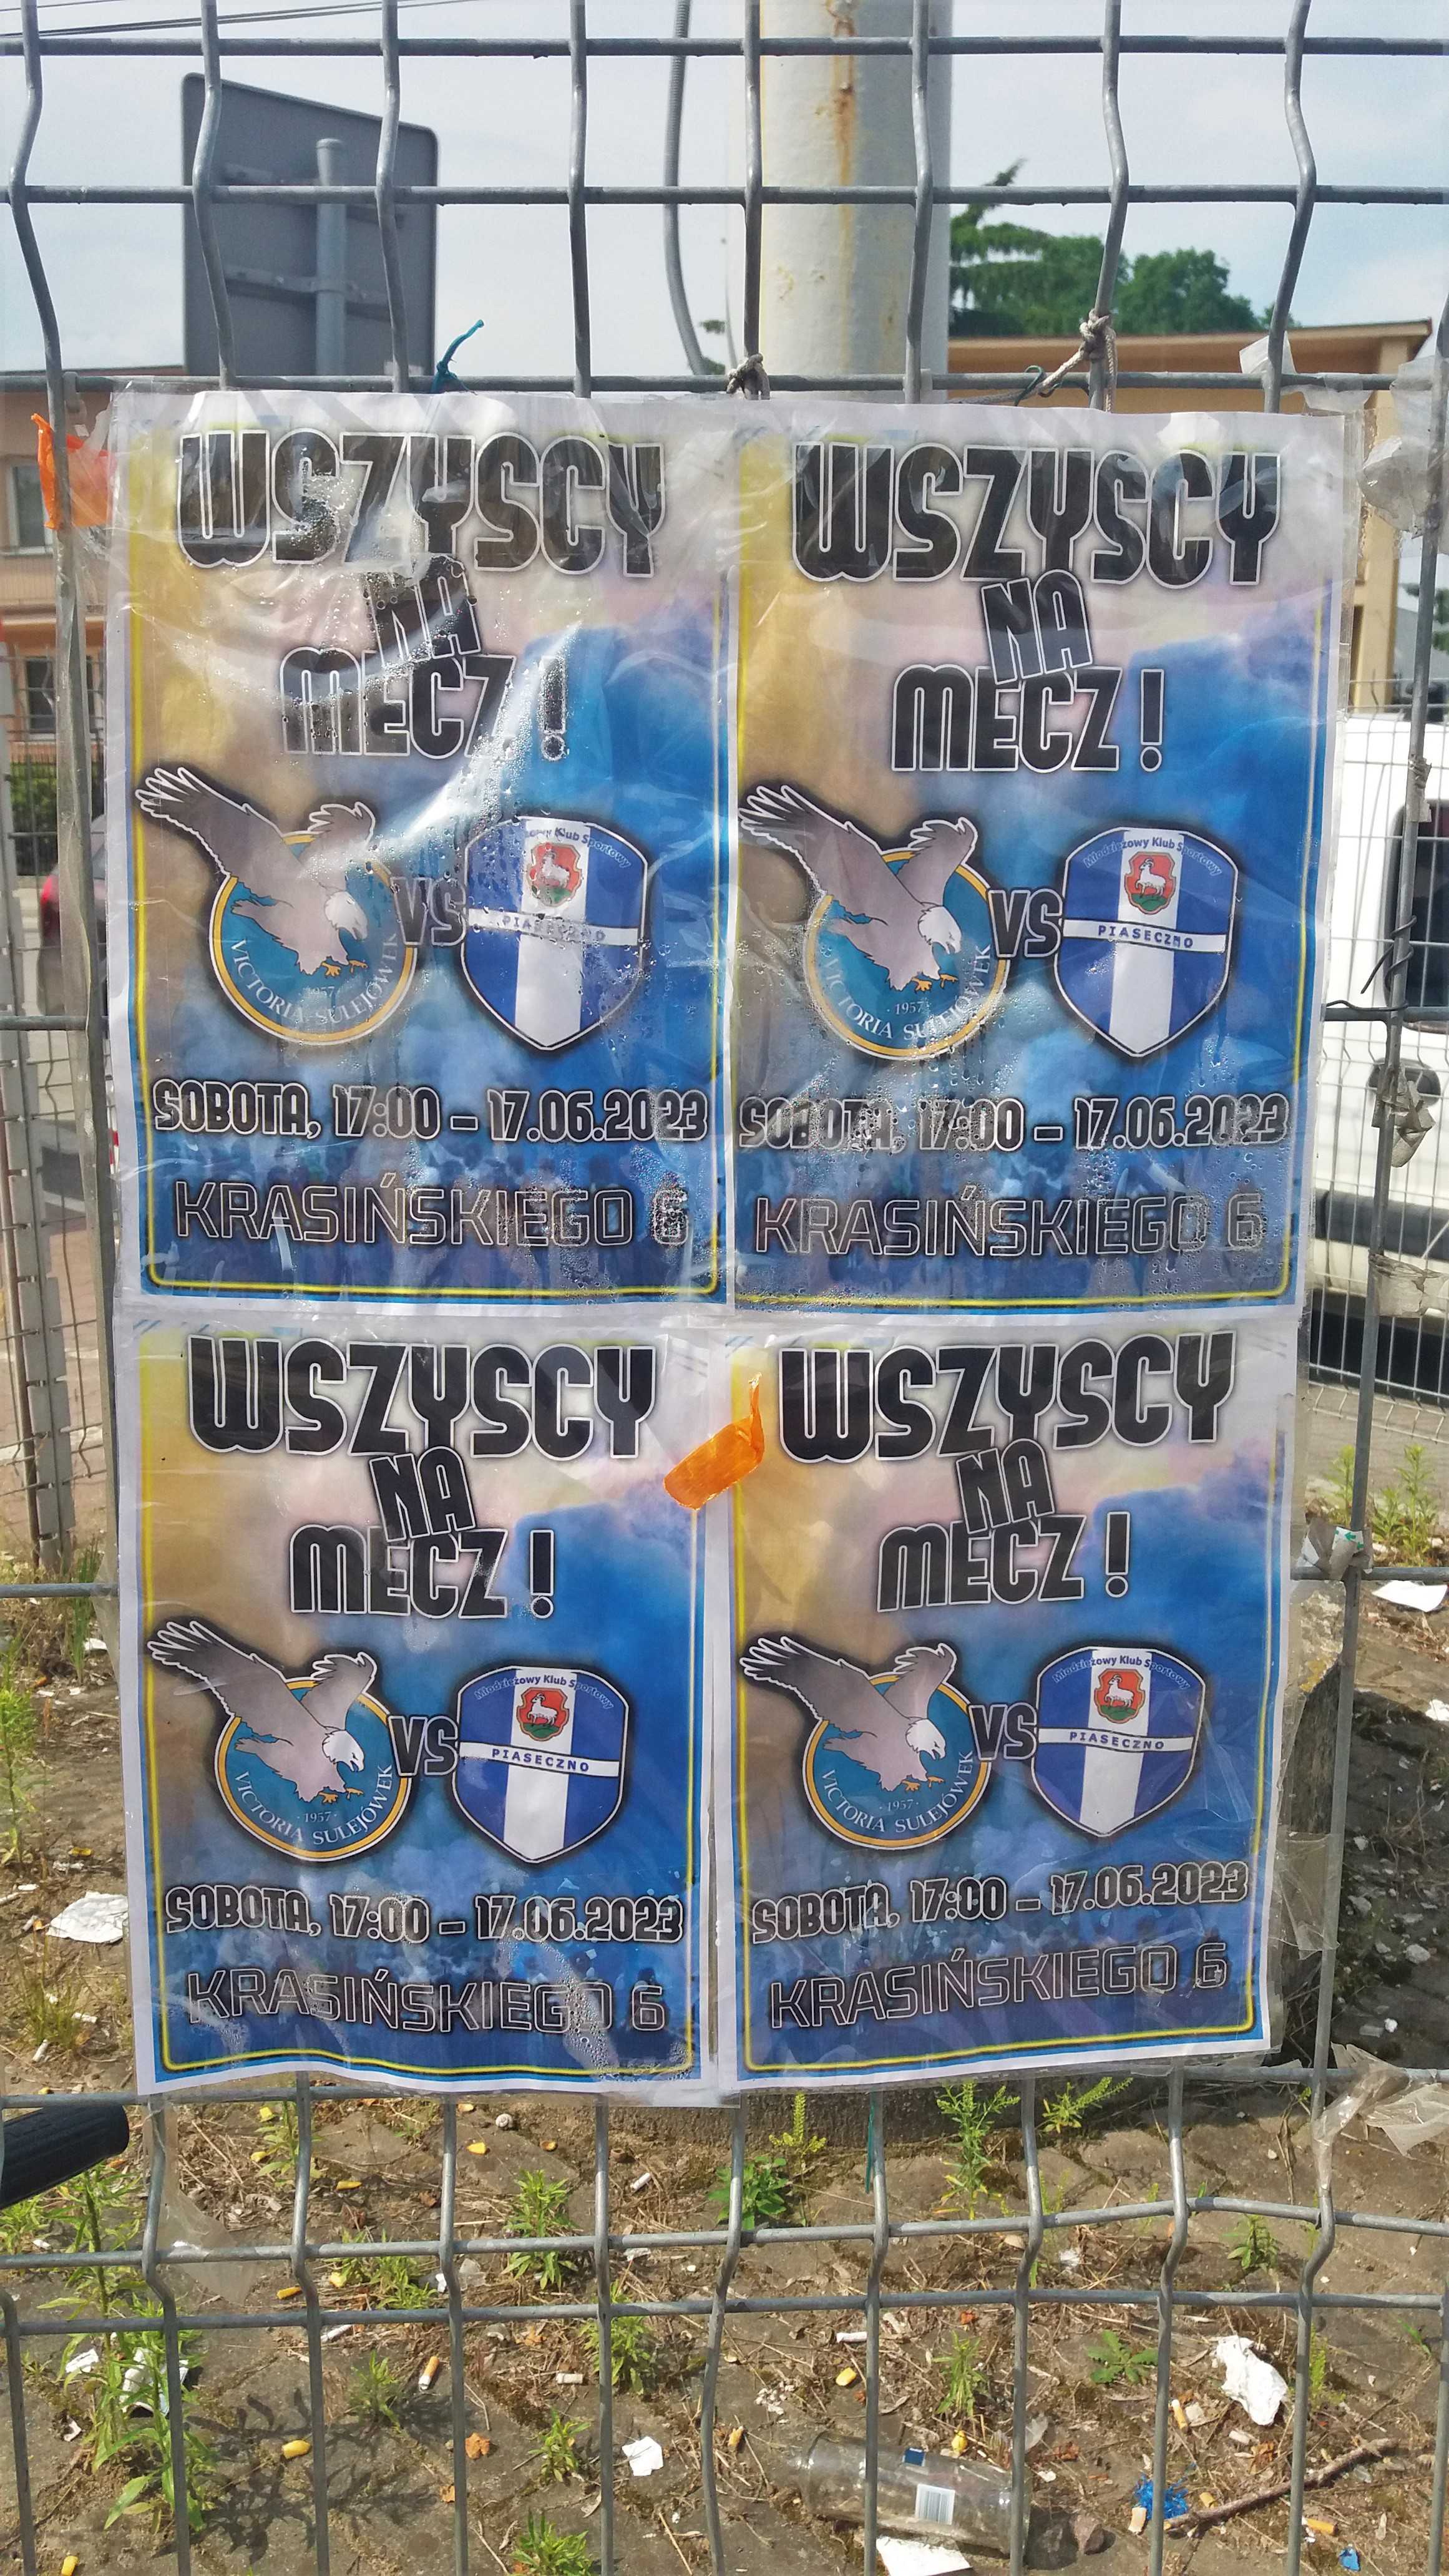 WSZYSCY
NA
MECZ !
VICTORIA SULEJÓWEK
VS
Klub Sportowy
PIASECZNO
SOBOTA, 17:00 – 17.06.2023
KRASIŃSKIEGO 6
WSZYSCY
NA
MECZ !
1957
VICTORIA SULEJÓWEK
VS
Młodzieżowy Klub Sportowy
PIASECZNO
SOBOTA, 17:00 – 17.06.2023
KRASIŃSKIEGO 6
WSZYSCY
NA
MECZ !
· 1957 ·
VICTORIA SULEJÓWEK
VS
Młodzieżowy Klub Sportowy
PIASECZNO
SOBOTA, 17:00 – 17.06.2023
KRASIŃSKIEGO 6
WSZYSCY
NA
MECZ !
· 1957 ·
VICTORIA SULEJÓWEK
VS
Młodzieżowy Klub Sportowy
PIASECZNO
SOBOTA, 17:00 – 17.06.2023
KRASIŃSKIEGO 6